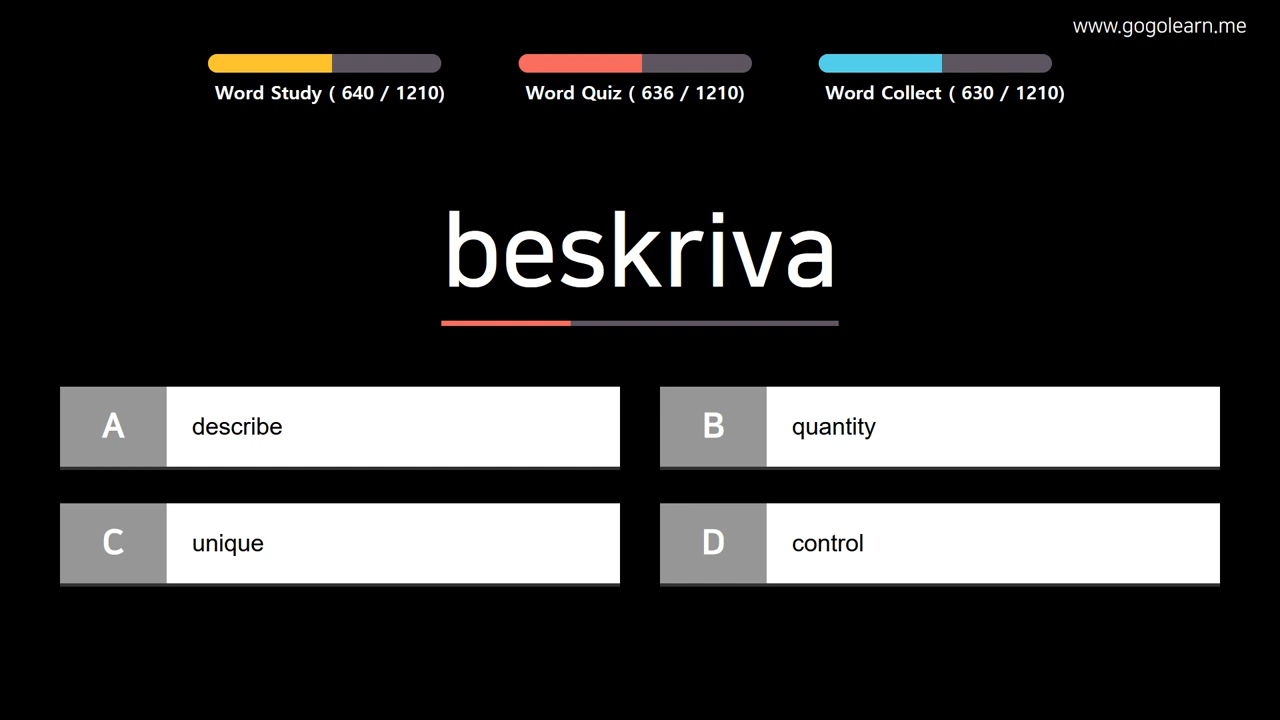 www.gogolearn.me
Word Study ( 640 / 1210)
Word Quiz ( 636 / 1210)
Word Collect ( 630 / 1210)
beskriva
A describe
B quantity
C unique
D control